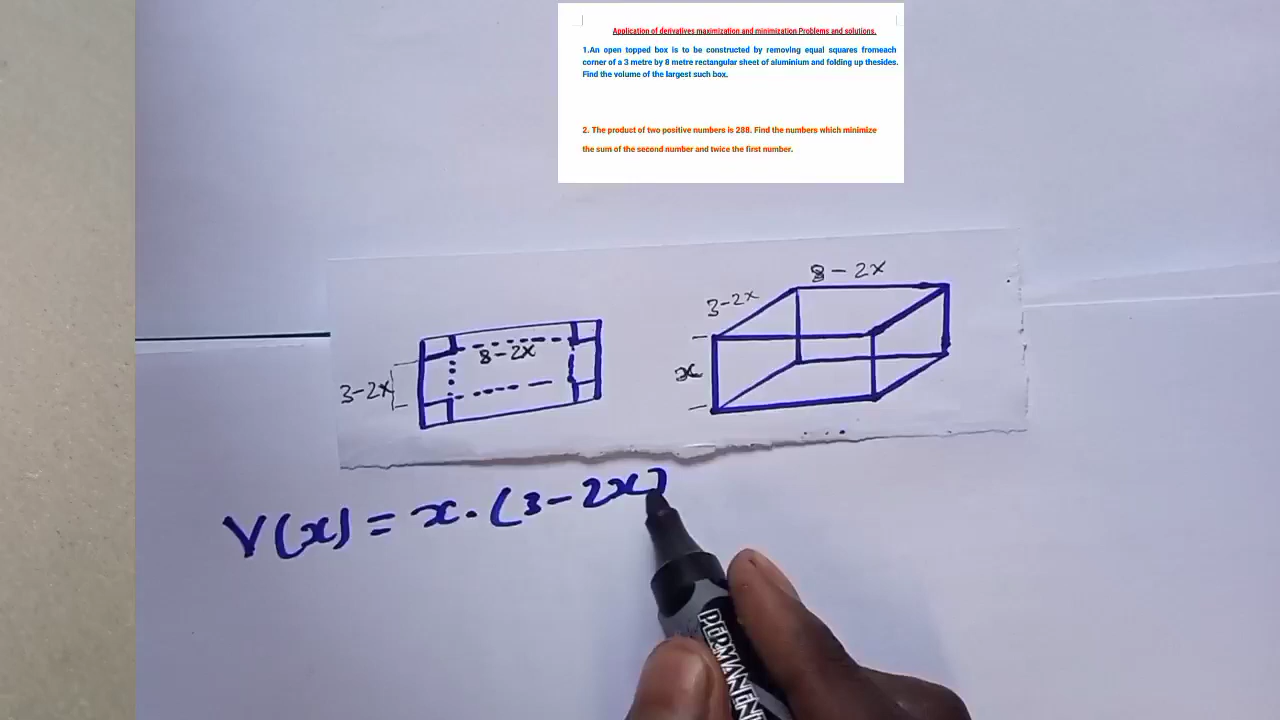 Application of derivatives maximization and minimization Problems and solutions.
1.An open topped box is to be constructed by removing equal squares fromeach
corner of a 3 metre by 8 metre rectangular sheet of aluminium and folding up thesides.
Find the volume of the largest such box.
2. The product of two positive numbers is 288. Find the numbers which minimize
the sum of the second number and twice the first number.
8-2x
3-2x
8-2x
3-2x
x
V(x) = x.(3-2x)
PERMANEN